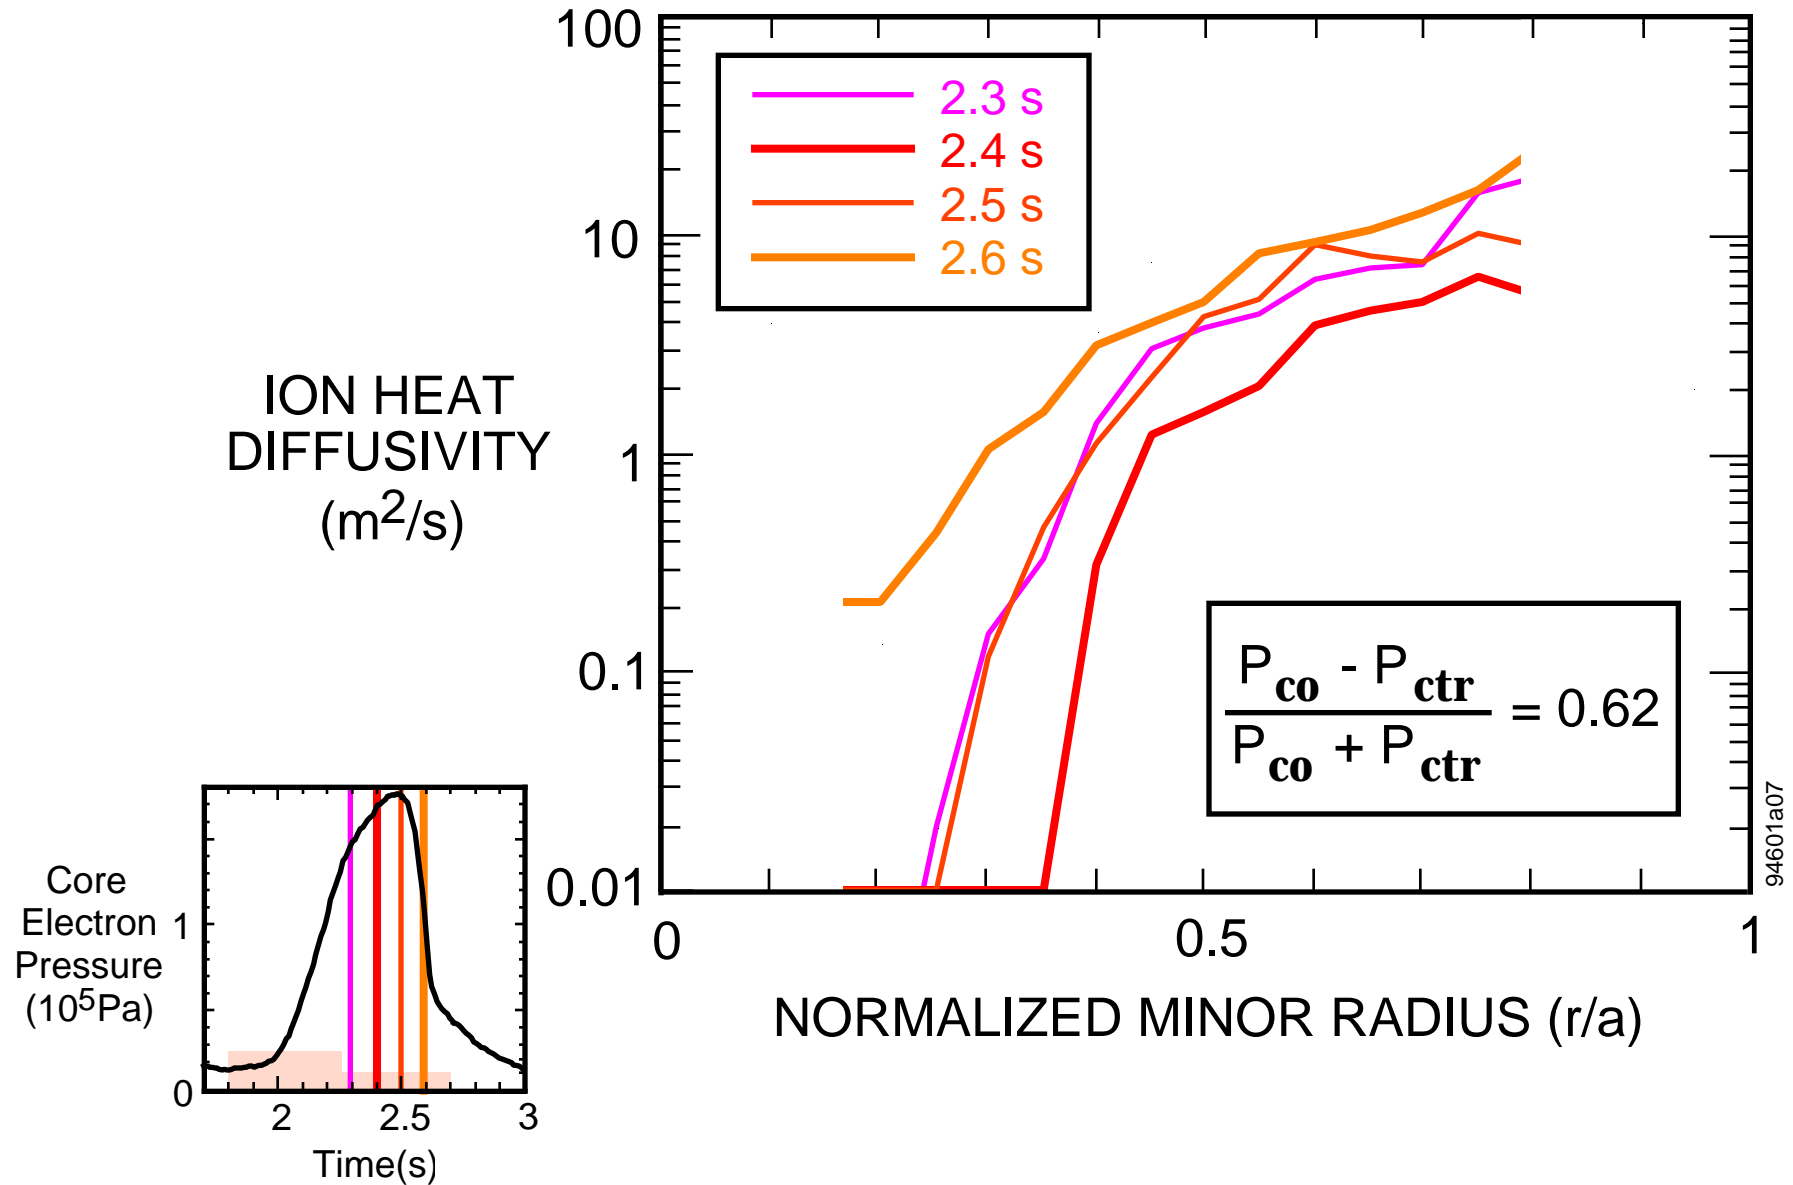 100
10
1
0.1
0.01
2.3 s
2.4 s
2.5 s
2.6 s
ION HEAT
DIFFUSIVITY
(m2/s)
Pco - Pctr
Pco + Pctr
= 0.62
94601a07
0
0.5
1
NORMALIZED MINOR RADIUS (r/a)
Core
Electron
Pressure
(10⁵Pa)
1
0
2
2.5
3
Time(s)